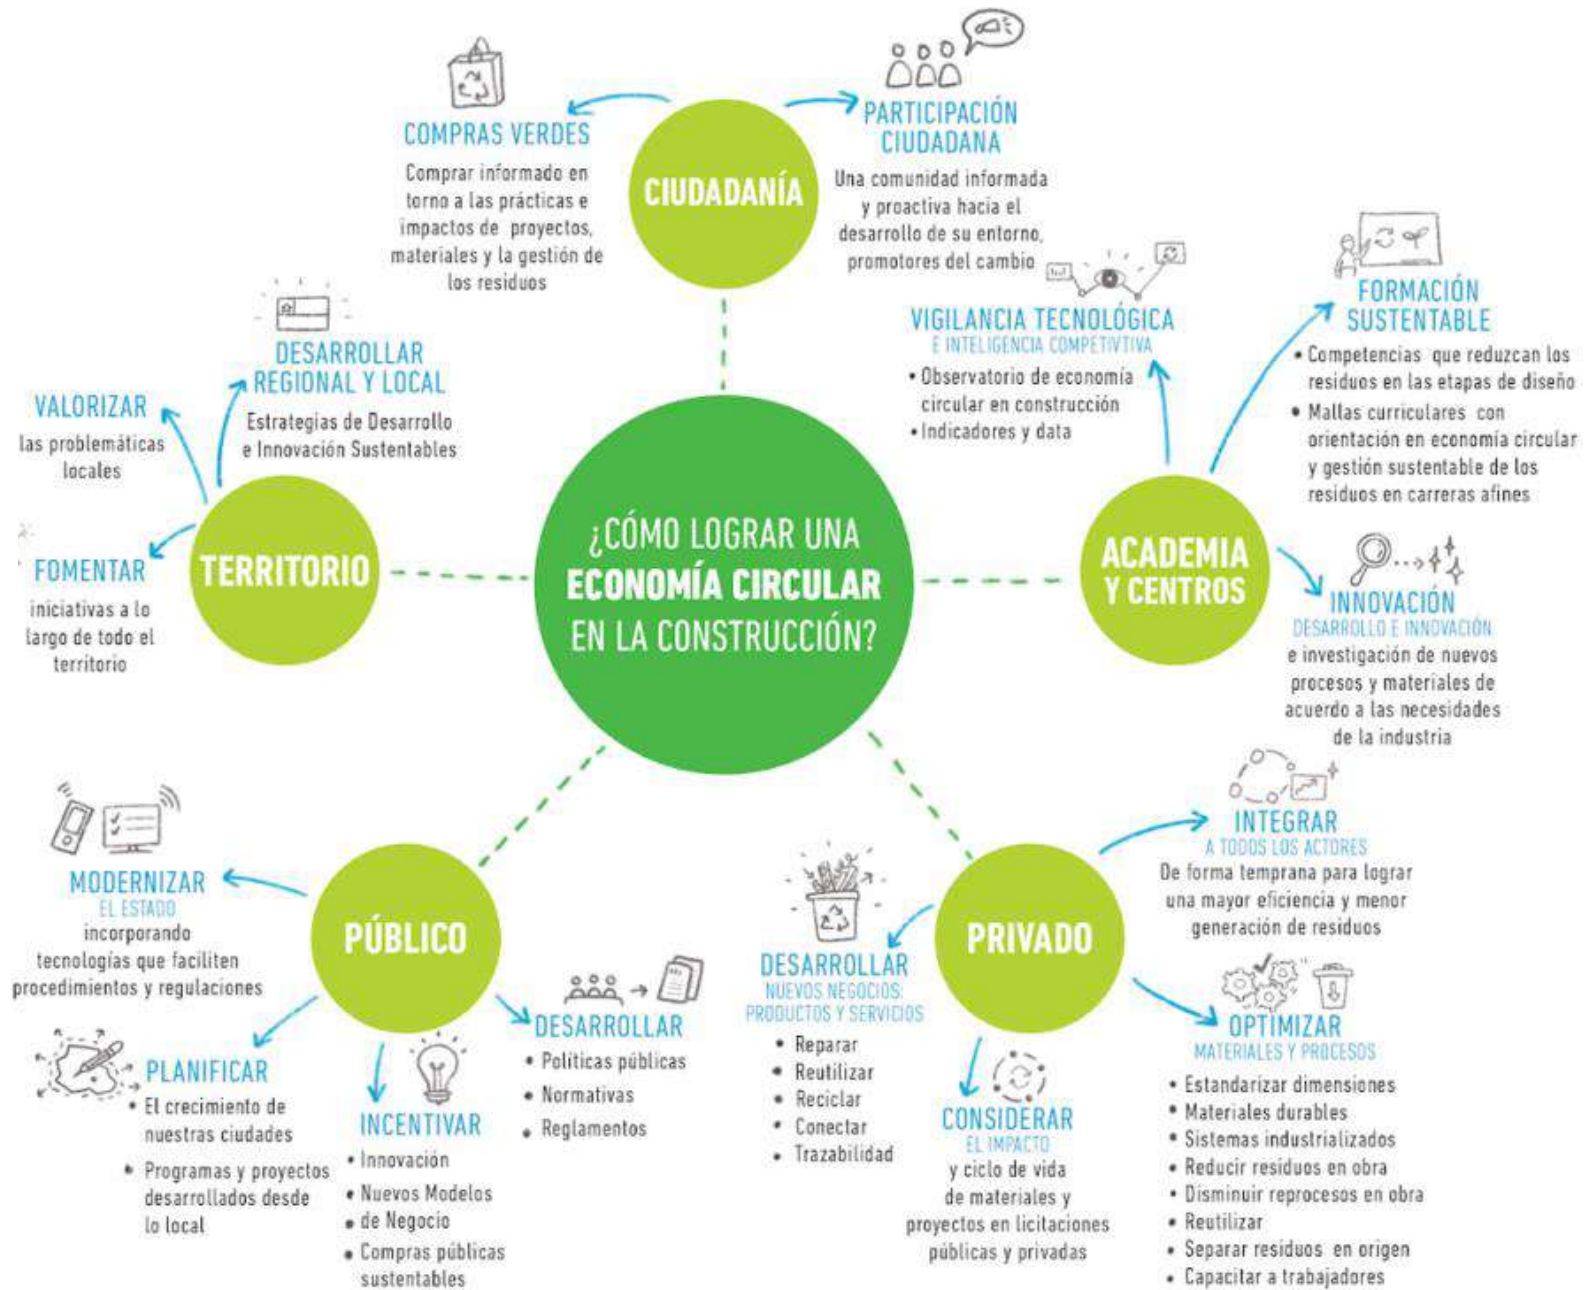 ¿CÓMO LOGRAR UNA
ECONOMÍA CIRCULAR
EN LA CONSTRUCCIÓN?
CIUDADANÍA
COMPRAS VERDES
Comprar informado en
torno a las prácticas e
impactos de proyectos,
materiales y la gestión de
los residuos
PARTICIPACIÓN
CIUDADANA
Una comunidad informada
y proactiva hacia el
desarrollo de su entorno,
promotores del cambio
ACADEMIA
Y CENTROS
VIGILANCIA TECNOLÓGICA
E INTELIGENCIA COMPETIVTIVA
• Observatorio de economía
circular en construcción
• Indicadores y data
FORMACIÓN
SUSTENTABLE
• Competencias que reduzcan los
residuos en las etapas de diseño
• Mallas curriculares con
orientación en economía circular
y gestión sustentable de los
residuos en carreras afines
INNOVACIÓN
DESARROLLO E INNOVACIÓN
e investigación de nuevos
procesos y materiales de
acuerdo a las necesidades
de la industria
PRIVADO
INTEGRAR
A TODOS LOS ACTORES
De forma temprana para lograr
una mayor eficiencia y menor
generación de residuos
OPTIMIZAR
MATERIALES Y PROCESOS
• Estandarizar dimensiones
• Materiales durables
• Sistemas industrializados
• Reducir residuos en obra
• Disminuir reprocesos en obra
• Reutilizar
• Separar residuos en origen
• Capacitar a trabajadores
CONSIDERAR
EL IMPACTO
y ciclo de vida
de materiales y
proyectos en licitaciones
públicas y privadas
DESARROLLAR
NUEVOS NEGOCIOS:
PRODUCTOS Y SERVICIOS
• Reparar
• Reutilizar
• Reciclar
• Conectar
• Trazabilidad
PÚBLICO
DESARROLLAR
• Políticas públicas
• Normativas
• Reglamentos
INCENTIVAR
• Innovación
• Nuevos Modelos
• de Negocio
• Compras públicas
sustentables
PLANIFICAR
• El crecimiento de
nuestras ciudades
• Programas y proyectos
desarrollados desde
lo local
MODERNIZAR
EL ESTADO
incorporando
tecnologías que faciliten
procedimientos y regulaciones
TERRITORIO
FOMENTAR
iniciativas a lo
largo de todo el
territorio
VALORIZAR
las problemáticas
locales
DESARROLLAR
REGIONAL Y LOCAL
Estrategias de Desarrollo
e Innovación Sustentables